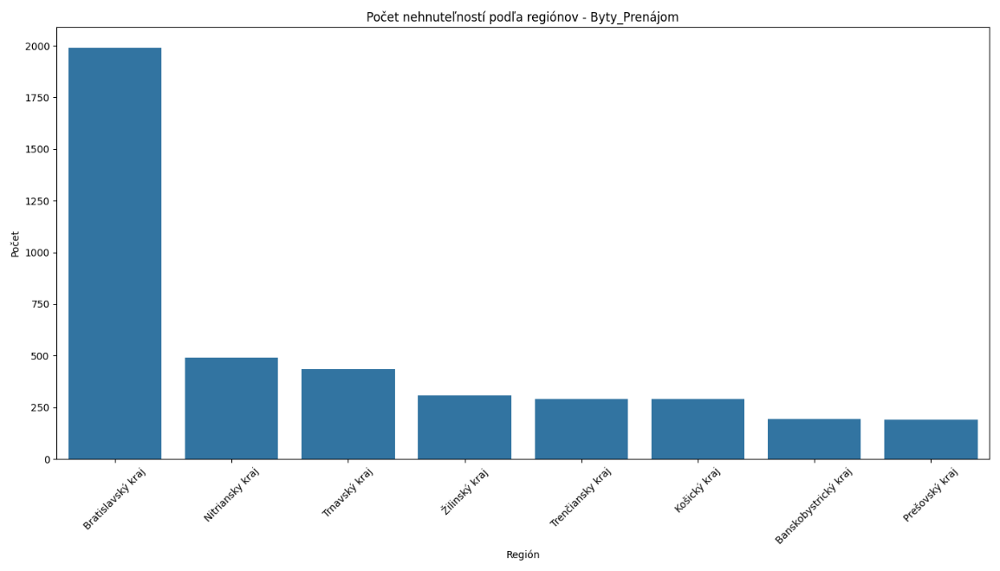 Počet nehnuteľností podľa regiónov - Byty_Prenájom
2000
1750
1500
1250
1000
750
500
250
0
Počet
Bratislavský kraj
Nitriansky kraj
Trnavský kraj
Žilinský kraj
Trenčiansky kraj
Košický kraj
Banskobystrický kraj
Prešovský kraj
Región